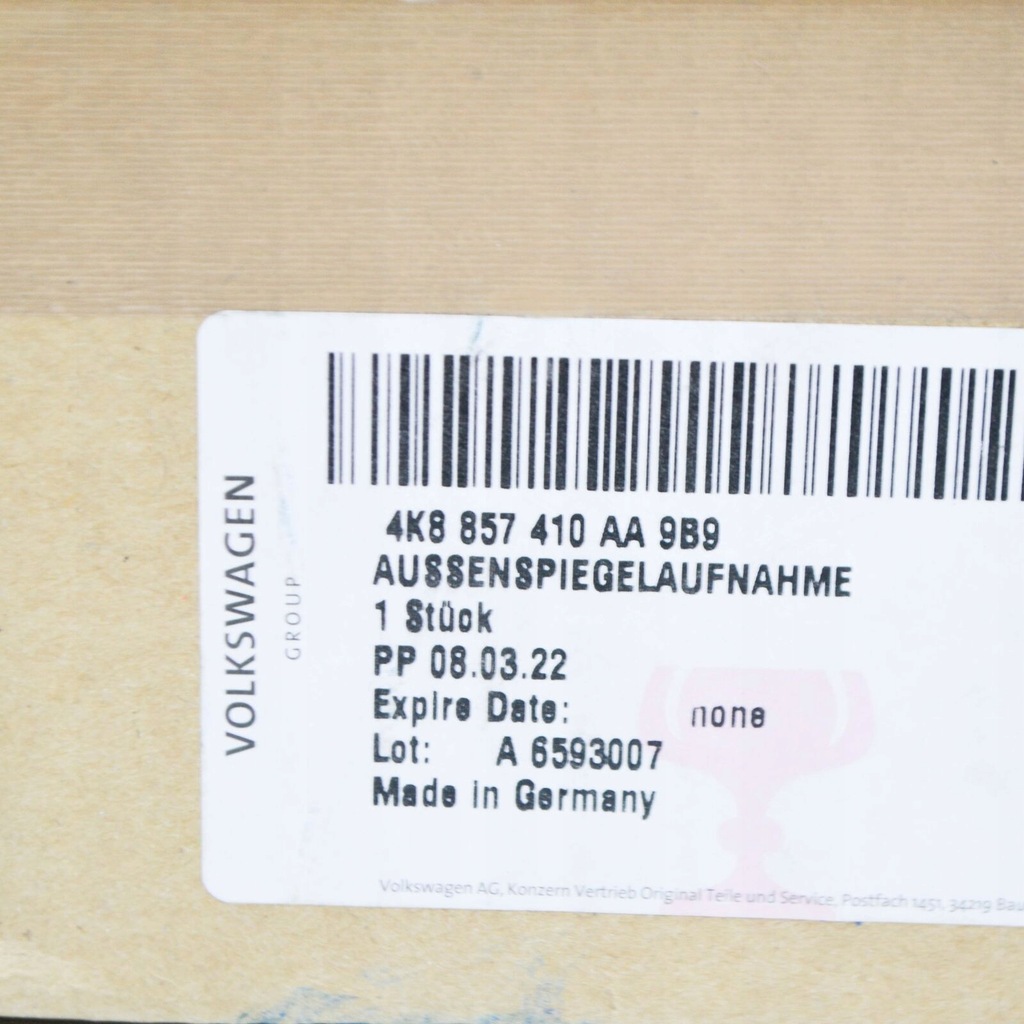 VOLKSWAGEN
GROUP
4K8 857 410 AA 9B9
AUSSENSPIEGELAUFNAHME
1 Stück
PP 08.03.22
Expire Date: none
Lot: A 6593007
Made in Germany
Volkswagen AG, Konzern Vertrieb Original Teile und Service, Postfach 1451, 34219 Bau